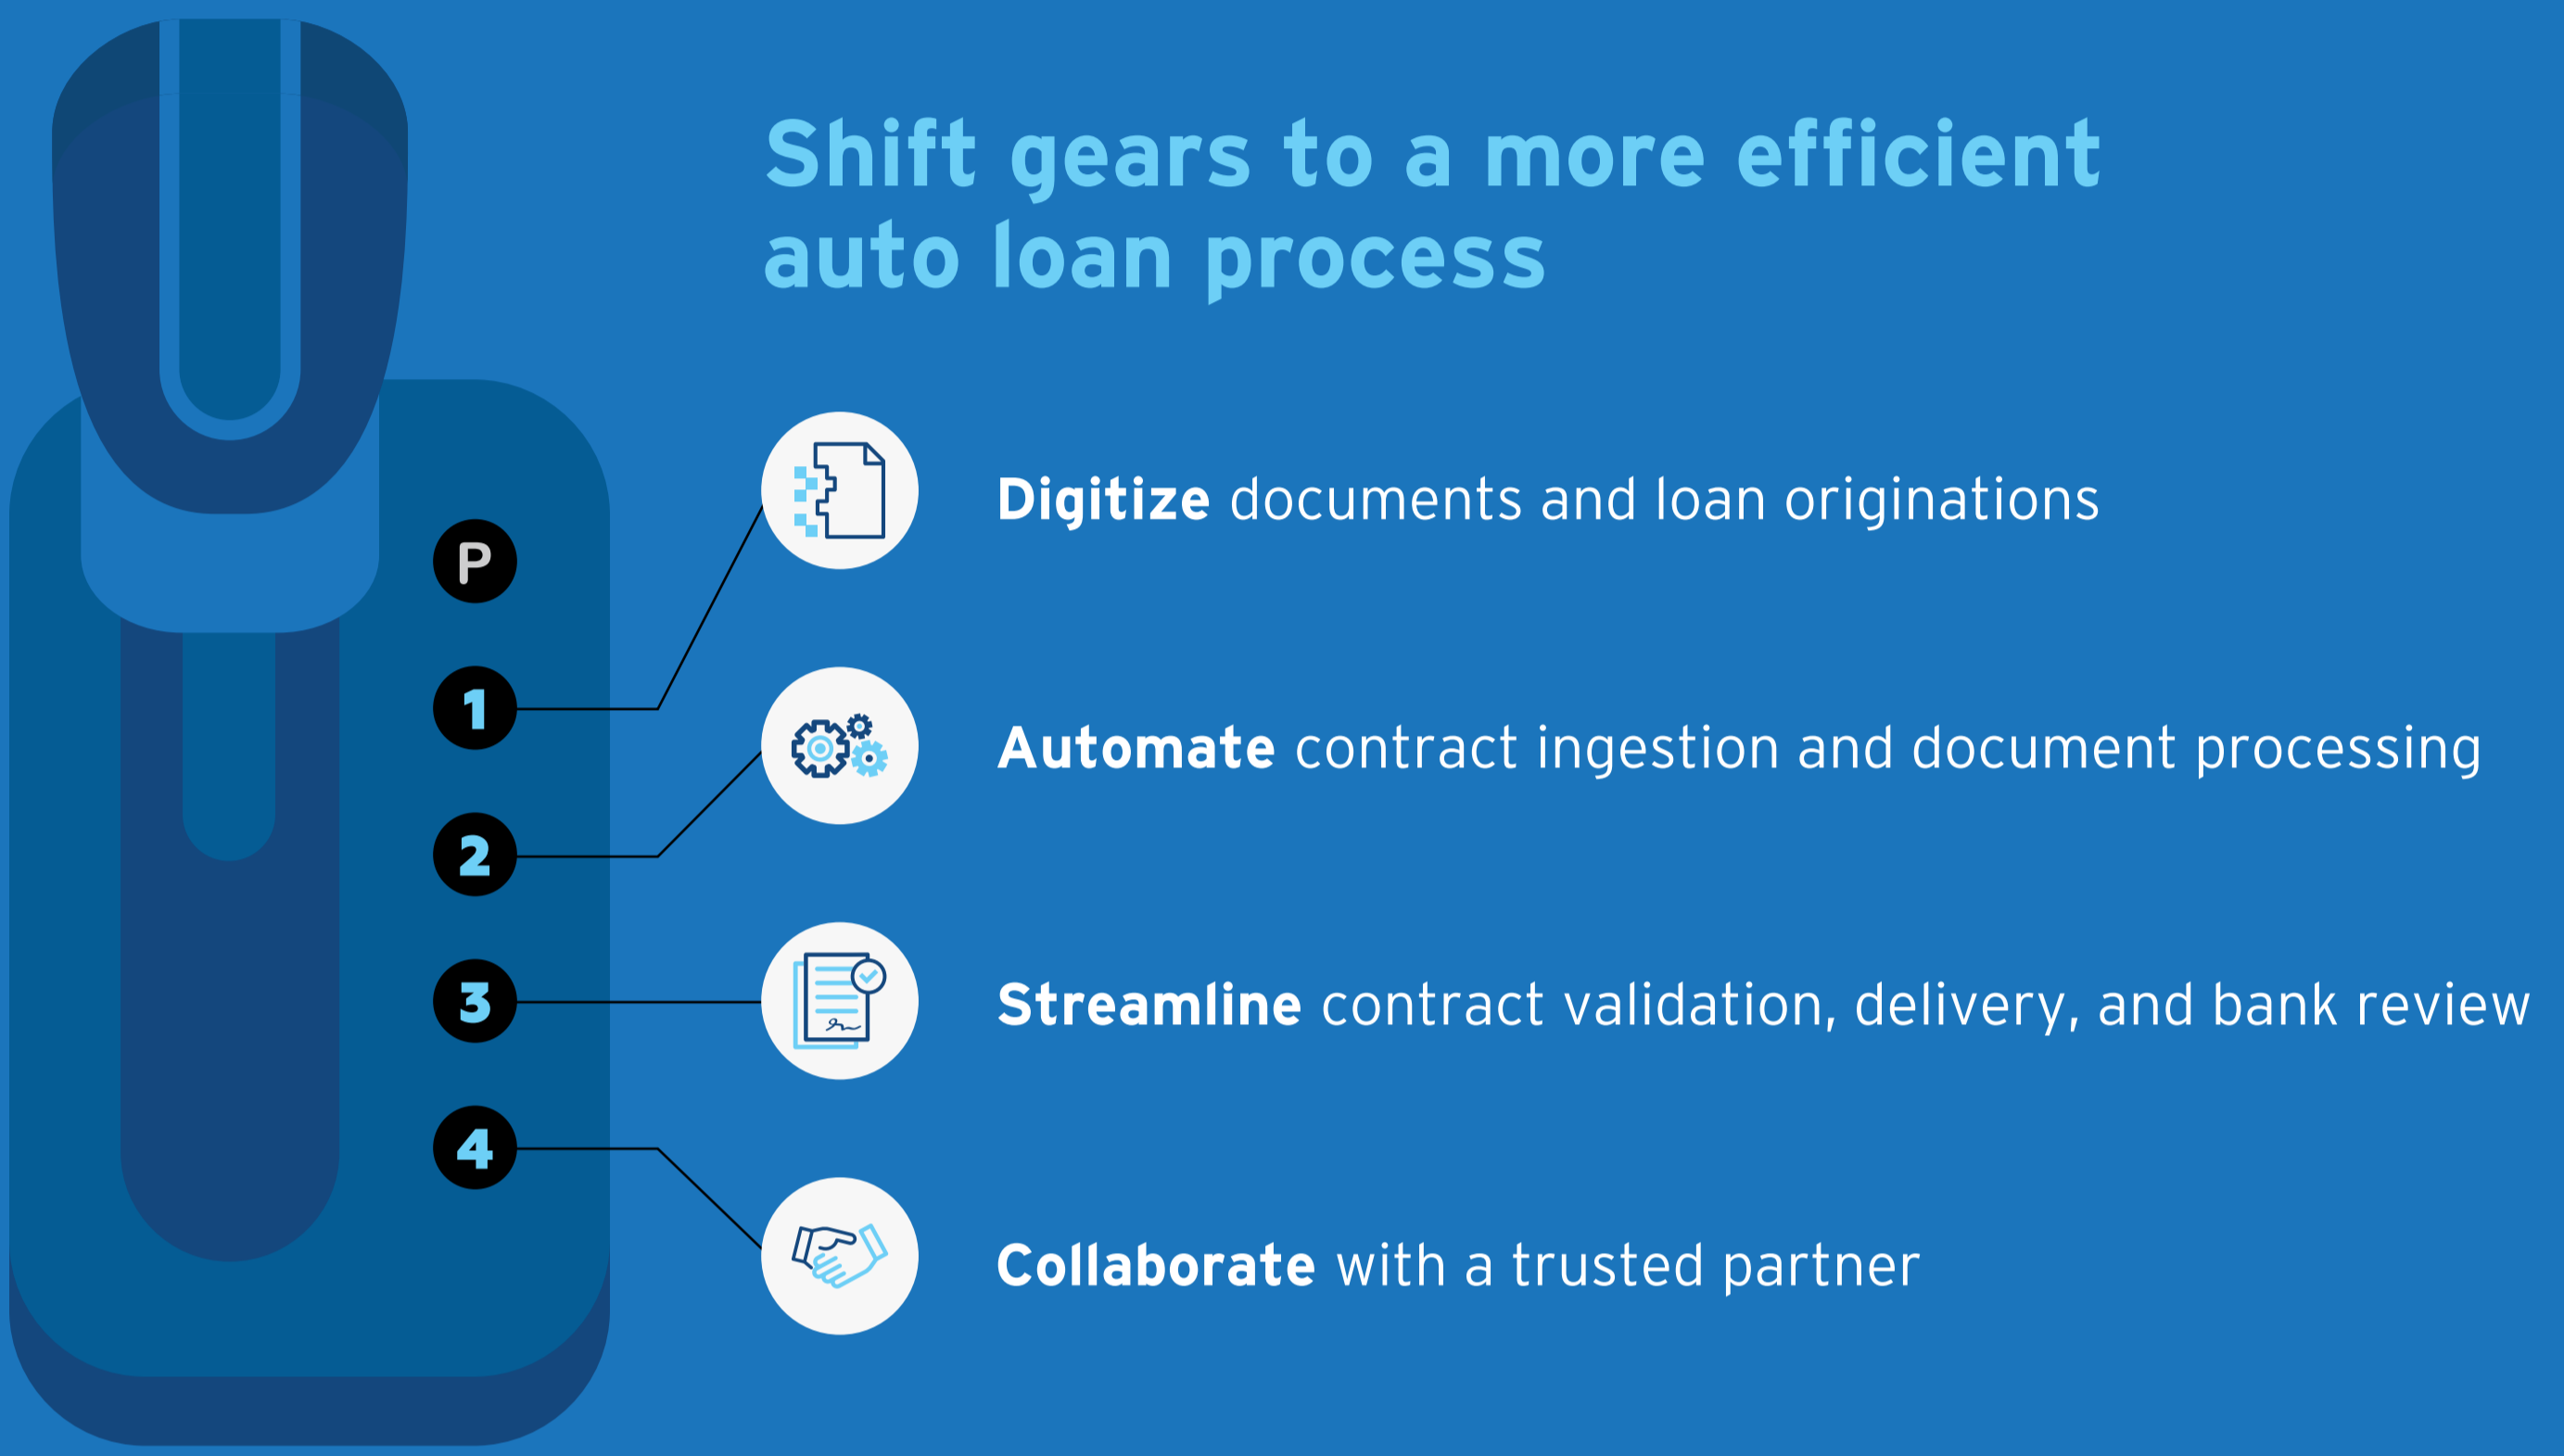 Shift gears to a more efficient
auto loan process
P
1
Digitize documents and loan originations
2
Automate contract ingestion and document processing
3
Streamline contract validation, delivery, and bank review
4
Collaborate with a trusted partner